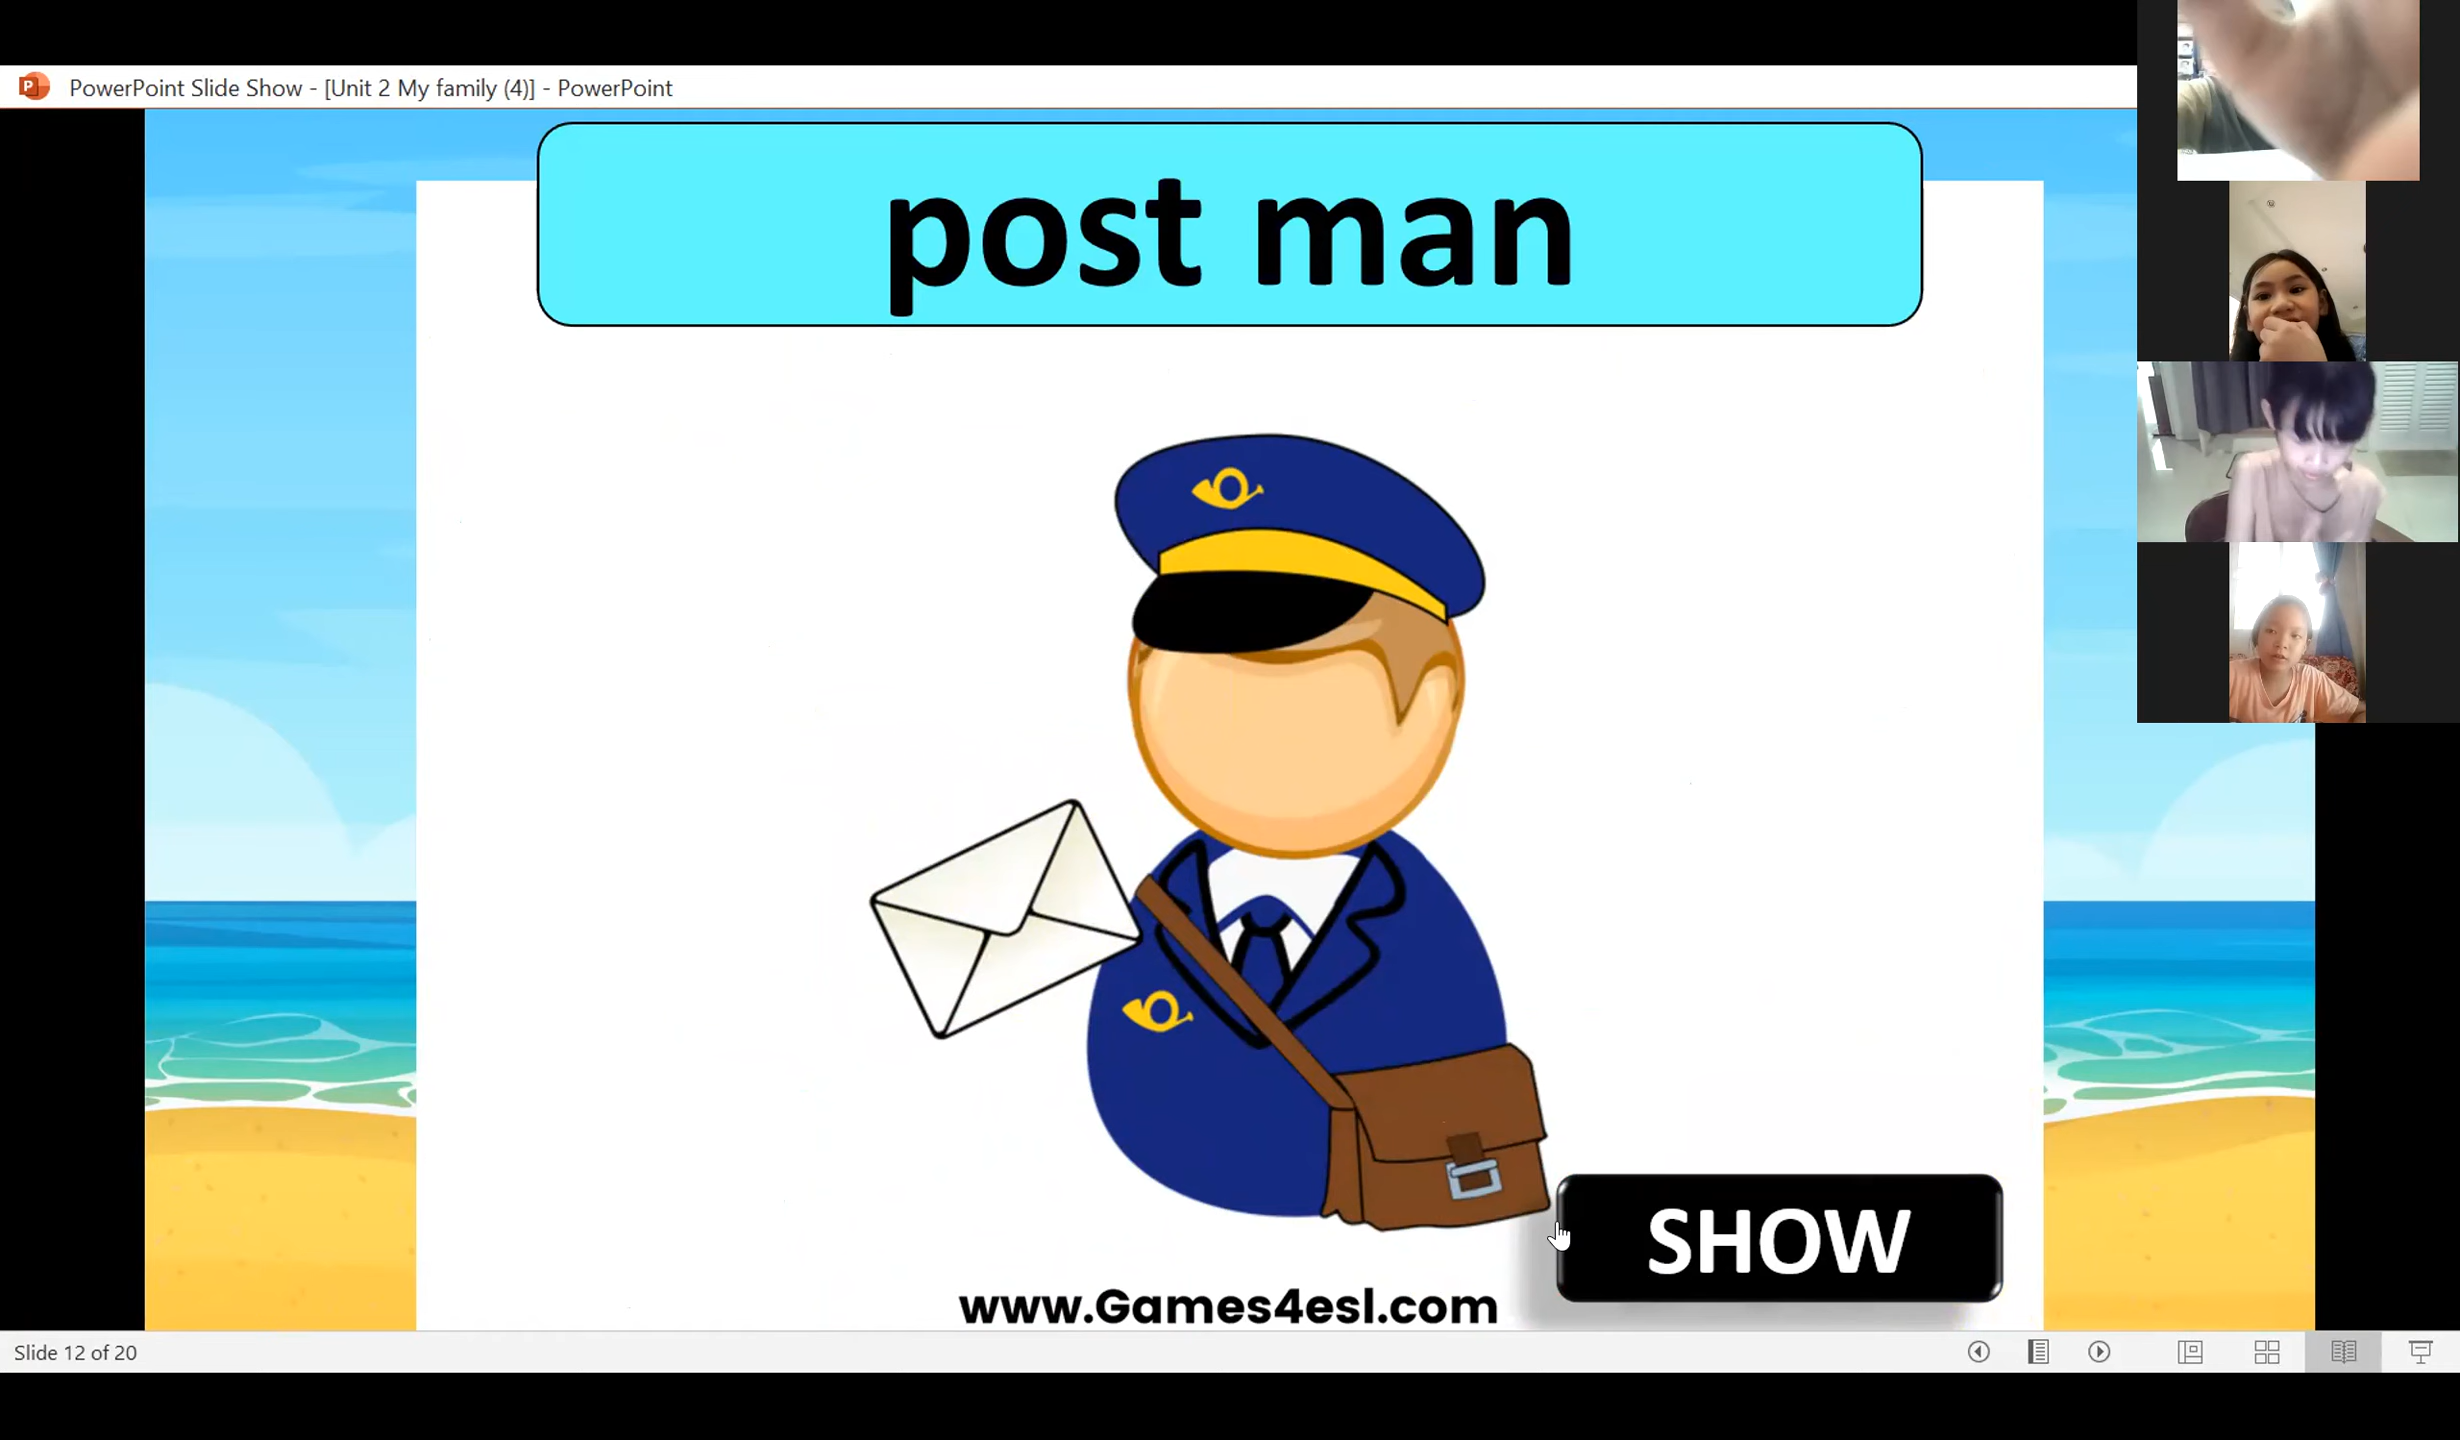 PowerPoint Slide Show - [Unit 2 My family (4)] - PowerPoint
post man
SHOW
www.Games4esl.com
Slide 12 of 20